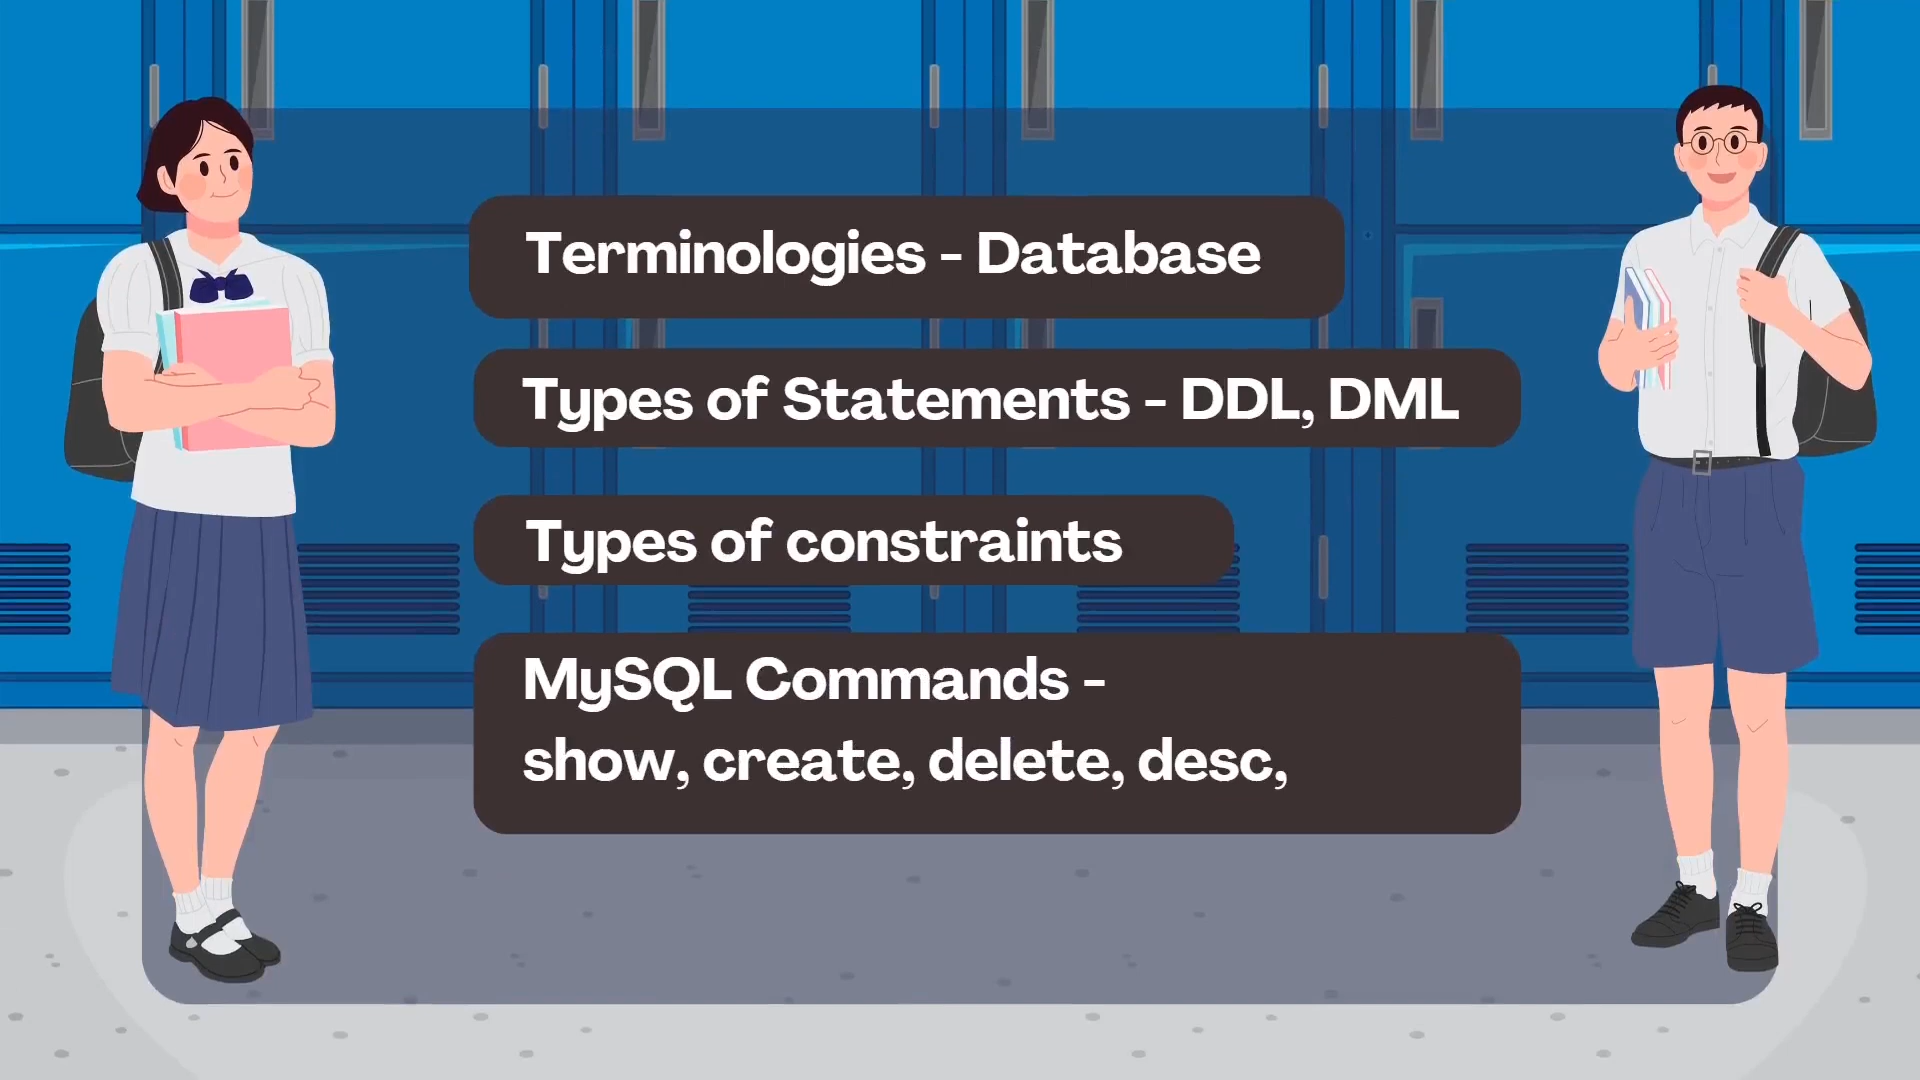 Terminologies - Database
Types of Statements - DDL, DML
Types of constraints
MySQL Commands -
show, create, delete, desc,